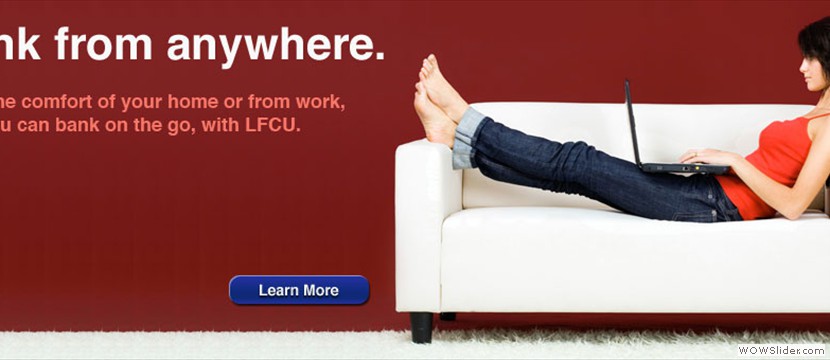 nk from anywhere.
he comfort of your home or from work,
u can bank on the go, with LFCU.
Learn More
WOWSlider.com